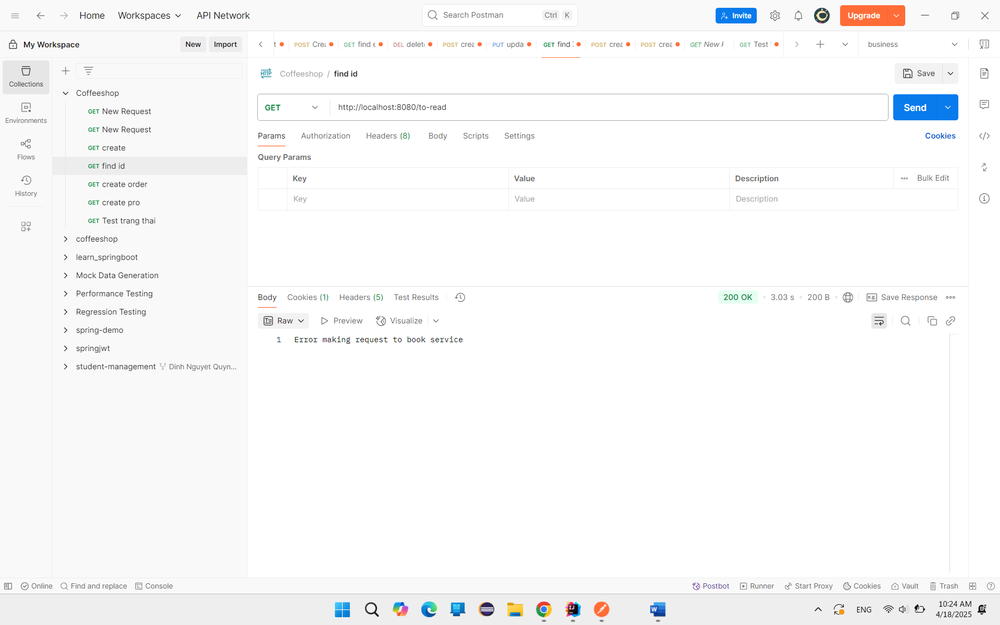 Home
Workspaces
API Network
Search Postman
Ctrl K
Invite
Upgrade
My Workspace
New
Import
t
POST Crea
GET find e
DEL delete
POST crea
PUT upda
GET find i
POST crea
POST crea
GET New R
GET Test
business
Collections
Environments
Flows
History
Coffeeshop
GET New Request
GET New Request
GET create
GET find id
GET create order
GET create pro
GET Test trang thai
coffeeshop
learn_springboot
Mock Data Generation
Performance Testing
Regression Testing
spring-demo
springjwt
student-management Dinh Nguyet Quyn...
HTTP Coffeeshop / find id
Save
GET http://localhost:8080/to-read
Send
Params Authorization Headers (8) Body Scripts Settings
Cookies
Query Params
Key Value Description Bulk Edit
Key Value Description
Body Cookies (1) Headers (5) Test Results
200 OK • 3.03 s • 200 B • e.g. Save Response
Raw Preview Visualize
1 Error making request to book service
Online Find and replace Console
Postbot Runner Start Proxy Cookies Vault Trash
ENG
10:24 AM
4/18/2025